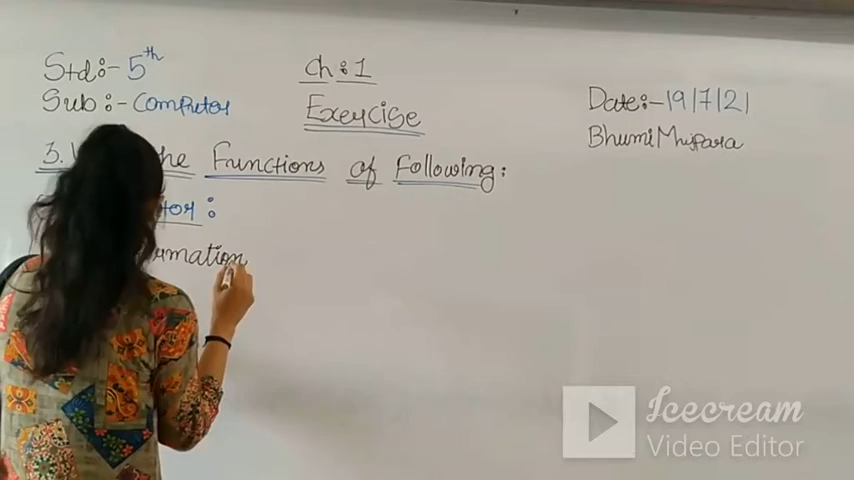 Std:- 5th
Sub:- Computer
Ch:1
Exercise
Date:-19/7/21
Bhumi Mujpara
3. the Functions of Following:
tor:
rmation
Icecream
Video Editor